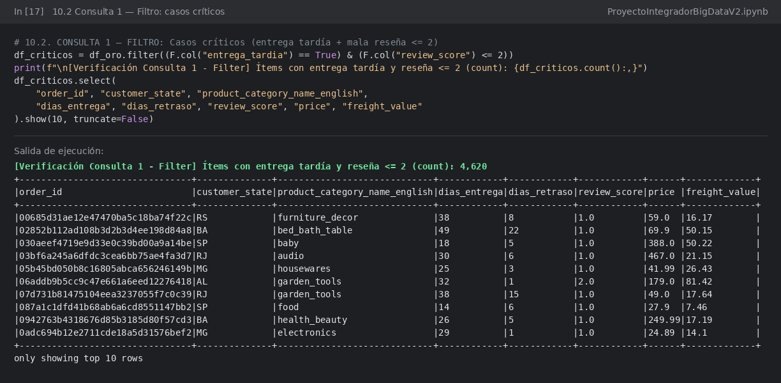 In [17]   10.2 Consulta 1 — Filtro: casos críticos   ProyectoIntegradorBigDataV2.ipynb
# 10.2. CONSULTA 1 — FILTRO: Casos críticos (entrega tardía + mala reseña <= 2)
df_criticos = df_oro.filter((F.col("entrega_tardia") == True) & (F.col("review_score") <= 2))
print(f"\n[Verificación Consulta 1 - Filter] Ítems con entrega tardía y reseña <= 2 (count): {df_criticos.count():,}")
df_criticos.select(
    "order_id", "customer_state", "product_category_name_english",
    "dias_entrega", "dias_retraso", "review_score", "price", "freight_value"
).show(10, truncate=False)
Salida de ejecución:
[Verificación Consulta 1 - Filter] Ítems con entrega tardía y reseña <= 2 (count): 4,620
+--------------------------------+--------------+-----------------------------+------------+------------+------------+------+-------------+
|order_id                        |customer_state|product_category_name_english|dias_entrega|dias_retraso|review_score|price |freight_value|
+--------------------------------+--------------+-----------------------------+------------+------------+------------+------+-------------+
|00685d31ae12e47470ba5c18ba74f22c|RS            |furniture_decor              |38          |8           |1.0         |59.0  |16.17        |
|02852b112ad108b3d2b3d4ee198d84a8|BA            |bed_bath_table               |49          |22          |1.0         |69.9  |50.15        |
|030aeef4719e9d33e0c39bd00a9a14be|SP            |baby                         |18          |5           |1.0         |388.0 |50.22        |
|03bf6a245a6dfdc3cea6bb75ae4fa3d7|RJ            |audio                        |30          |6           |1.0         |467.0 |21.15        |
|05b45bd050b8c16805abca656246149b|MG            |housewares                   |25          |3           |1.0         |41.99 |26.43        |
|06addb9b5cc9c47e661a6eed12276418|AL            |garden_tools                 |32          |1           |2.0         |179.0 |81.42        |
|07d731b81475104eea3237055f7c0c39|RJ            |garden_tools                 |38          |15          |1.0         |49.0  |17.64        |
|087a1c1dfd41b68ab6a6cd8551147bb2|SP            |food                         |14          |6           |1.0         |27.9  |7.46         |
|0942763b4318676d85b3185d80f57cd3|BA            |health_beauty                |26          |5           |1.0         |249.99|17.19        |
|0adc694b12e2711cde18a5d31576bef2|MG            |electronics                  |29          |1           |1.0         |24.89 |14.1         |
+--------------------------------+--------------+-----------------------------+------------+------------+------------+------+-------------+
only showing top 10 rows